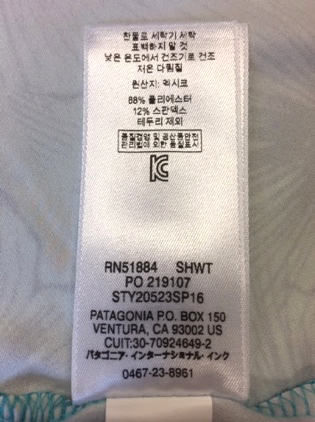 찬물로 세탁기 세탁
표백하지 말 것
낮은 온도에서 건조기로 건조
저온 다림질
원산지: 멕시코
88% 폴리에스터
12% 스판덱스
테두리 제외
품질경영 및 공산품안전
관리법에 의한 품질표시
RN51884 SHWT
PO 219107
STY20523SP16
PATAGONIA P.O. BOX 150
VENTURA, CA 93002 US
CUIT:30-70924649-2
パタゴニア・インターナショナル・インク
0467-23-8961